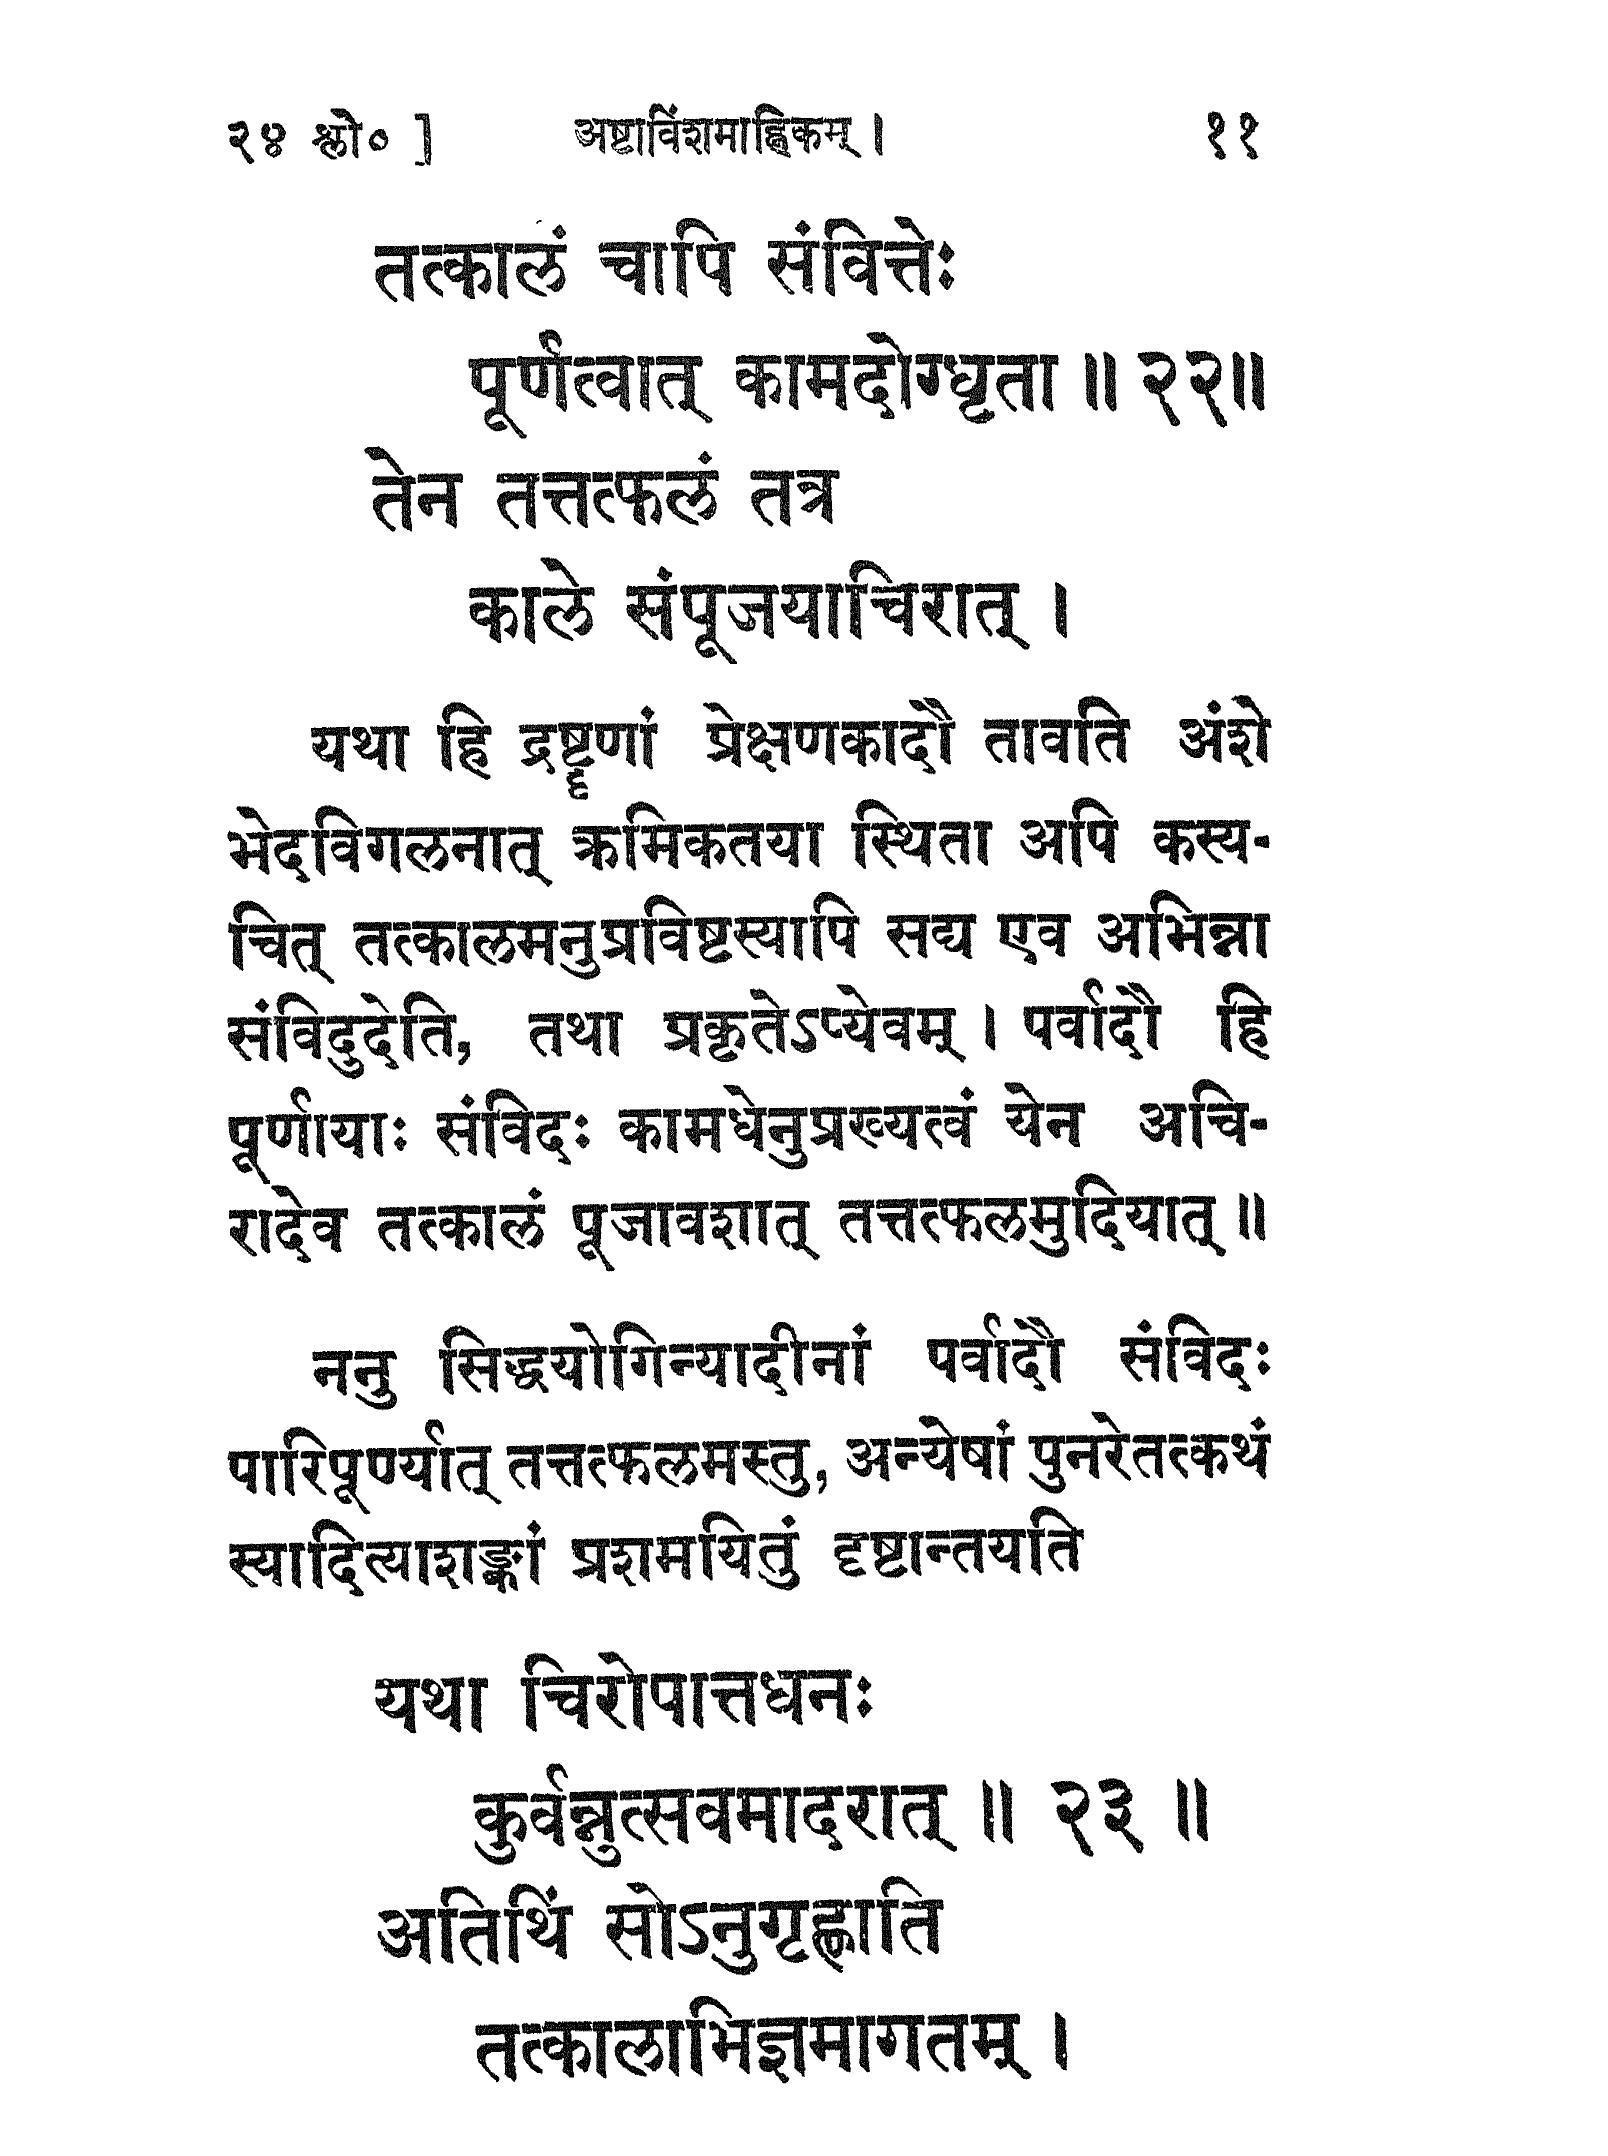 २४ श्लो० ] अष्टाविंशमाह्निकम् । ११
तत्कालं चापि संवित्तेः
पूर्णत्वात् कामदोग्धृता ॥ २२॥
तेन तत्तत्फलं तत्र
काले संपूजयाचिरात् ।
यथा हि द्रष्टॄणां प्रेक्षणकादौ तावति अंशे
भेदविगलनात् क्रमिकतया स्थिता अपि कस्य-
चित् तत्कालमनुप्रविष्टस्यापि सद्य एव अभिन्ना
संविदुदेति, तथा प्रकृतेऽप्येवम् । पर्वादौ हि
पूर्णायाः संविदः कामधेनुप्रख्यत्वं येन अचि-
रादेव तत्कालं पूजावशात् तत्तत्फलमुदियात् ॥
ननु सिद्धयोगिन्यादीनां पर्वादौ संविदः
पारिपूर्ण्यात् तत्तत्फलमस्तु, अन्येषां पुनरेतत्कथं
स्यादित्याशङ्कां प्रशमयितुं दृष्टान्तयति
यथा चिरोपात्तधनः
कुर्वन्नुत्सवमादरात् ॥ २३ ॥
अतिथिं सोऽनुगृह्णाति
तत्कालाभिज्ञमागतम् ।